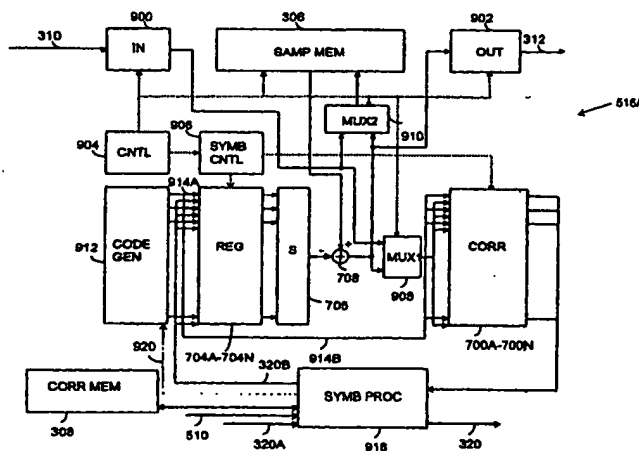 900
306
902
310
IN
SAMP MEM
OUT
312
516A
MUX2
910
904
CNTL
906
SYMB CNTL
914A
912
CODE GEN
REG
S
-
+
708
MUX
908
CORR
706
920
320B
704A-704N
914B
700A-700N
CORR MEM
308
SYMB PROC
510
320A
916
320